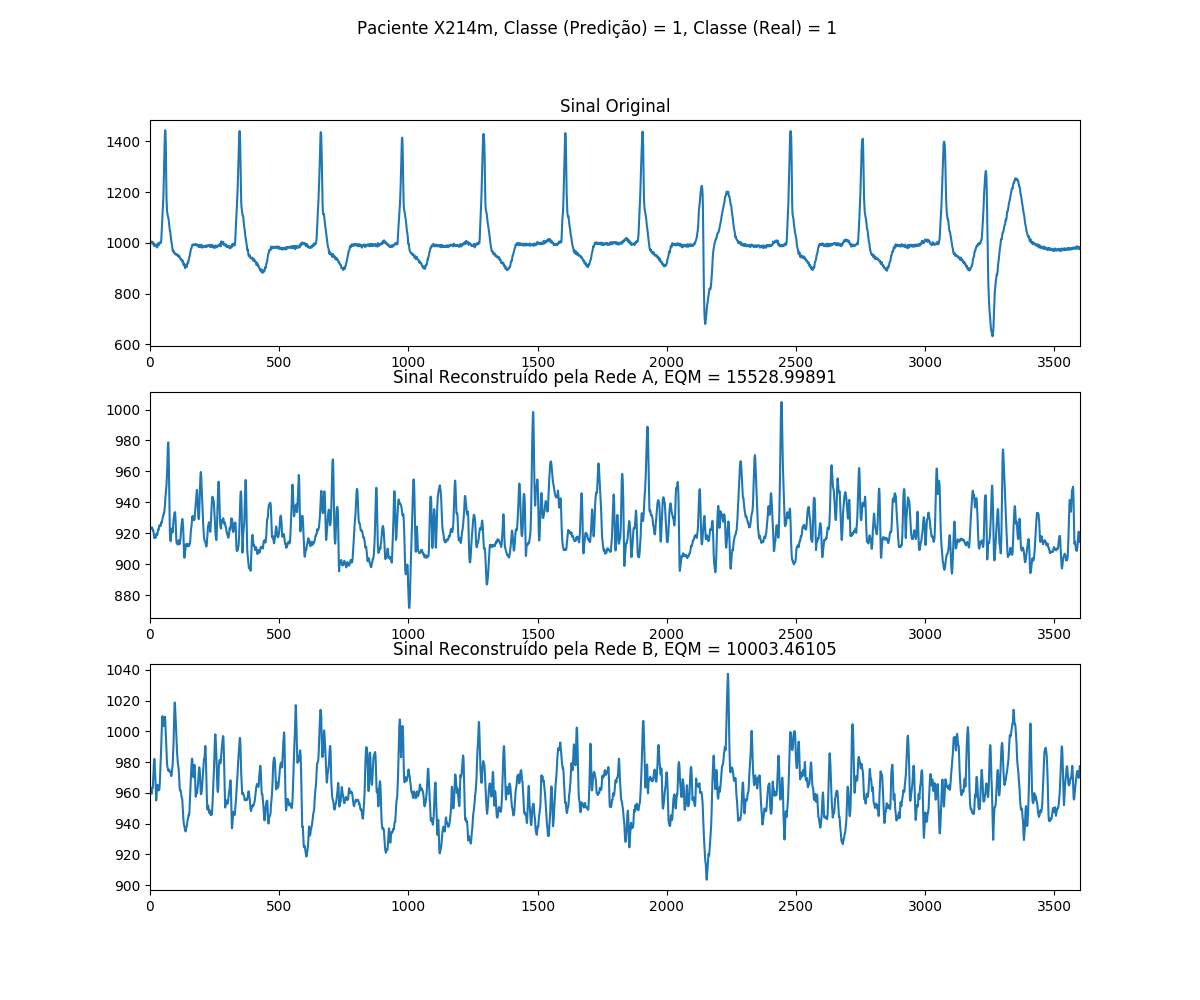 Paciente X214m, Classe (Predição) = 1, Classe (Real) = 1
Sinal Original
1400
1200
1000
800
600
0 500 1000 1500 2000 2500 3000 3500
Sinal Reconstruído pela Rede A, EQM = 15528.99891
1000
980
960
940
920
900
880
0 500 1000 1500 2000 2500 3000 3500
Sinal Reconstruído pela Rede B, EQM = 10003.46105
1040
1020
1000
980
960
940
920
900
0 500 1000 1500 2000 2500 3000 3500